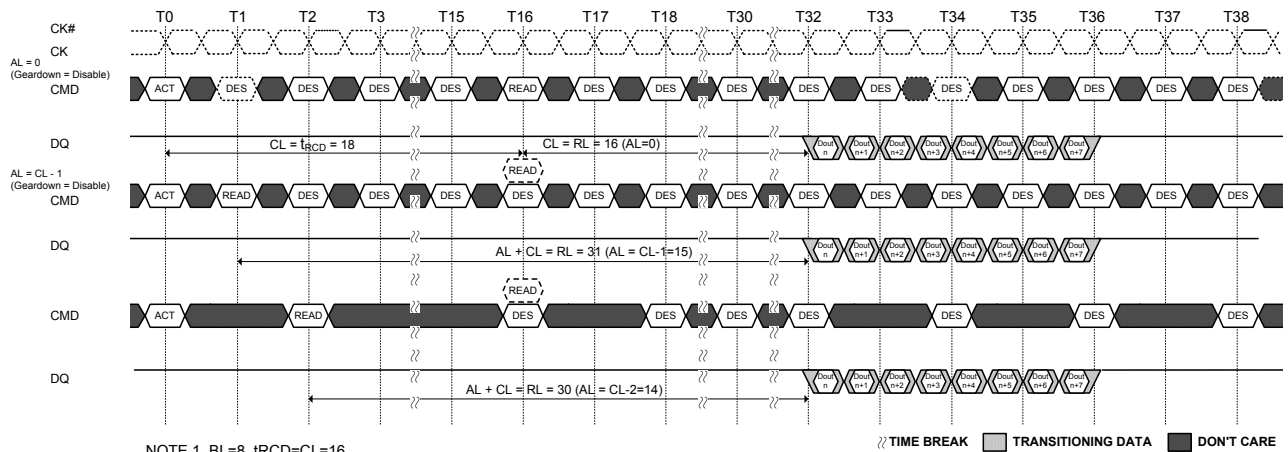 T0 T1 T2 T3 T15 T16 T17 T18 T30 T32 T33 T34 T35 T36 T37 T38
CK#
CK
AL = 0
(Geardown = Disable)
CMD
ACT DES DES DES DES READ DES DES DES DES DES DES DES DES DES DES
DQ
CL = tRCD = 18
CL = RL = 16 (AL=0)
Dout n Dout n+1 Dout n+2 Dout n+3 Dout n+4 Dout n+5 Dout n+6 Dout n+7
READ
AL = CL - 1
(Geardown = Disable)
CMD
ACT READ DES DES DES DES DES DES DES DES DES DES DES DES DES DES
DQ
AL + CL = RL = 31 (AL = CL-1=15)
Dout n Dout n+1 Dout n+2 Dout n+3 Dout n+4 Dout n+5 Dout n+6 Dout n+7
READ
CMD
ACT READ DES DES DES DES DES DES DES
DQ
AL + CL = RL = 30 (AL = CL-2=14)
Dout n Dout n+1 Dout n+2 Dout n+3 Dout n+4 Dout n+5 Dout n+6 Dout n+7
TIME BREAK TRANSITIONING DATA DON'T CARE
NOTE 1 BL=8, tRCD=CL=16